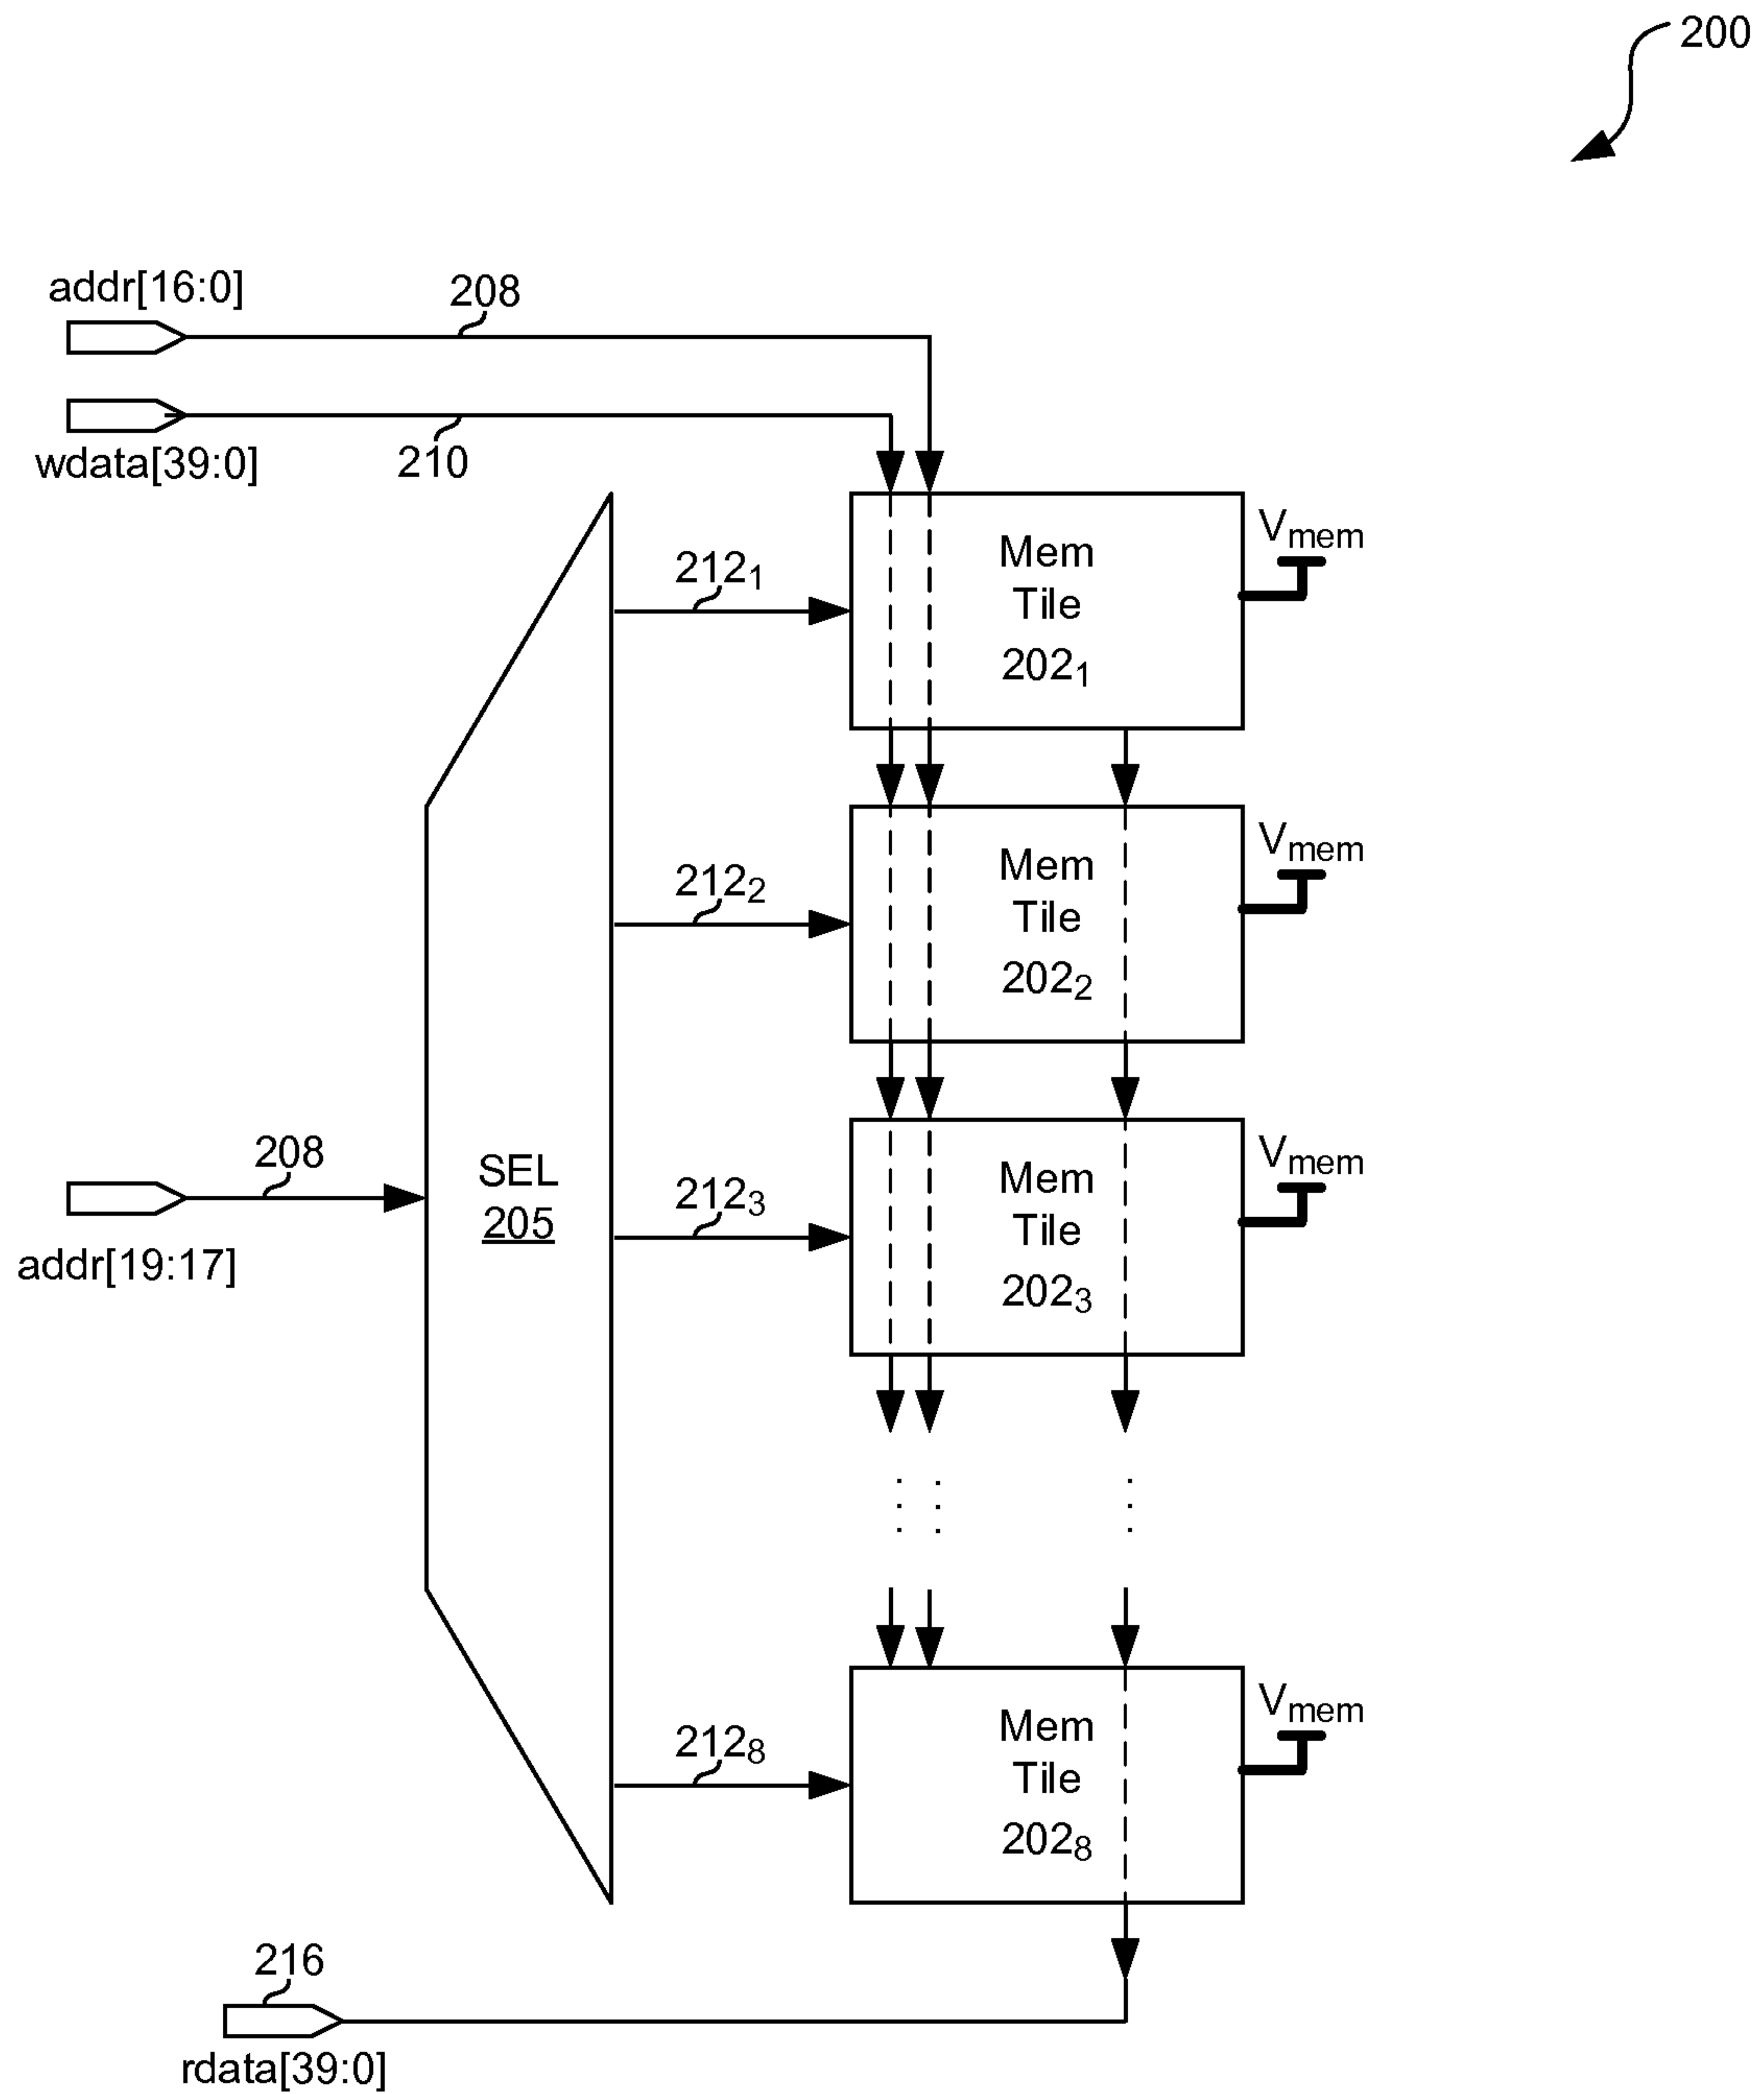 200
addr[16:0]
208
wdata[39:0]
210
212₁
Mem
Tile
202₁
Vmem
212₂
Mem
Tile
202₂
Vmem
addr[19:17]
208
SEL
205
212₃
Mem
Tile
202₃
Vmem
212₈
Mem
Tile
202₈
Vmem
216
rdata[39:0]